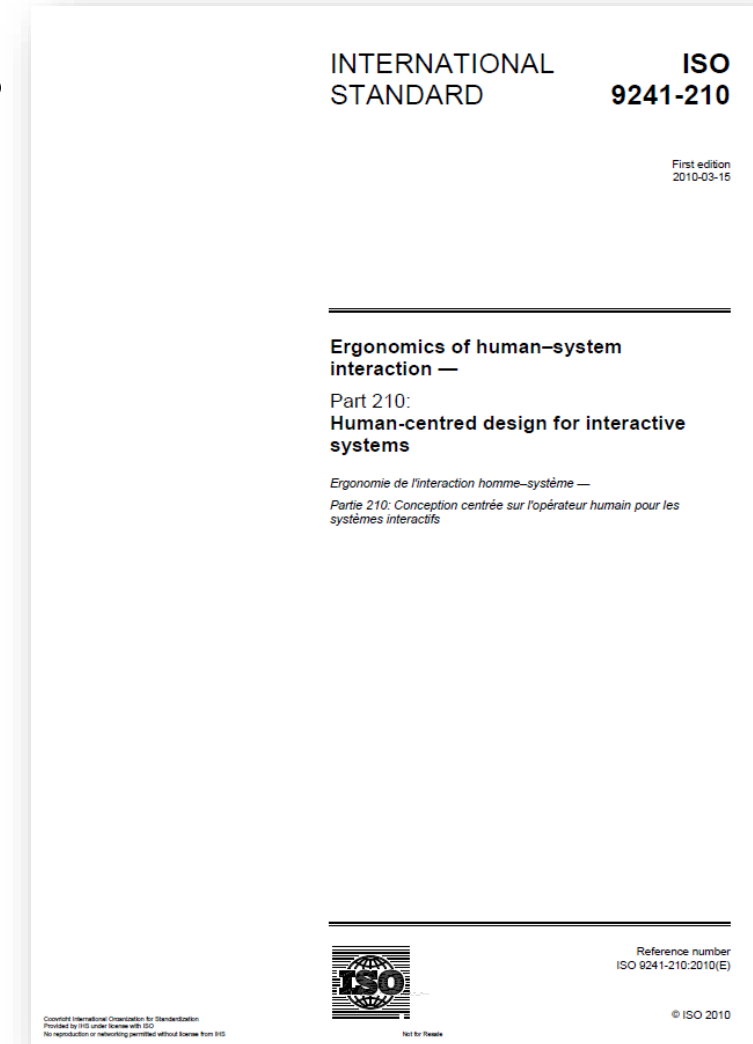 INTERNATIONAL
STANDARD
ISO
9241-210
First edition
2010-03-15
Ergonomics of human–system
interaction —
Part 210:
Human-centred design for interactive
systems
Ergonomie de l'interaction homme–système —
Partie 210: Conception centrée sur l'opérateur humain pour les
systèmes interactifs
Reference number
ISO 9241-210:2010(E)
ISO
© ISO 2010
Copyright International Organization for Standardization
Provided by IHS under license with ISO
No reproduction or networking permitted without license from IHS
Not for Resale